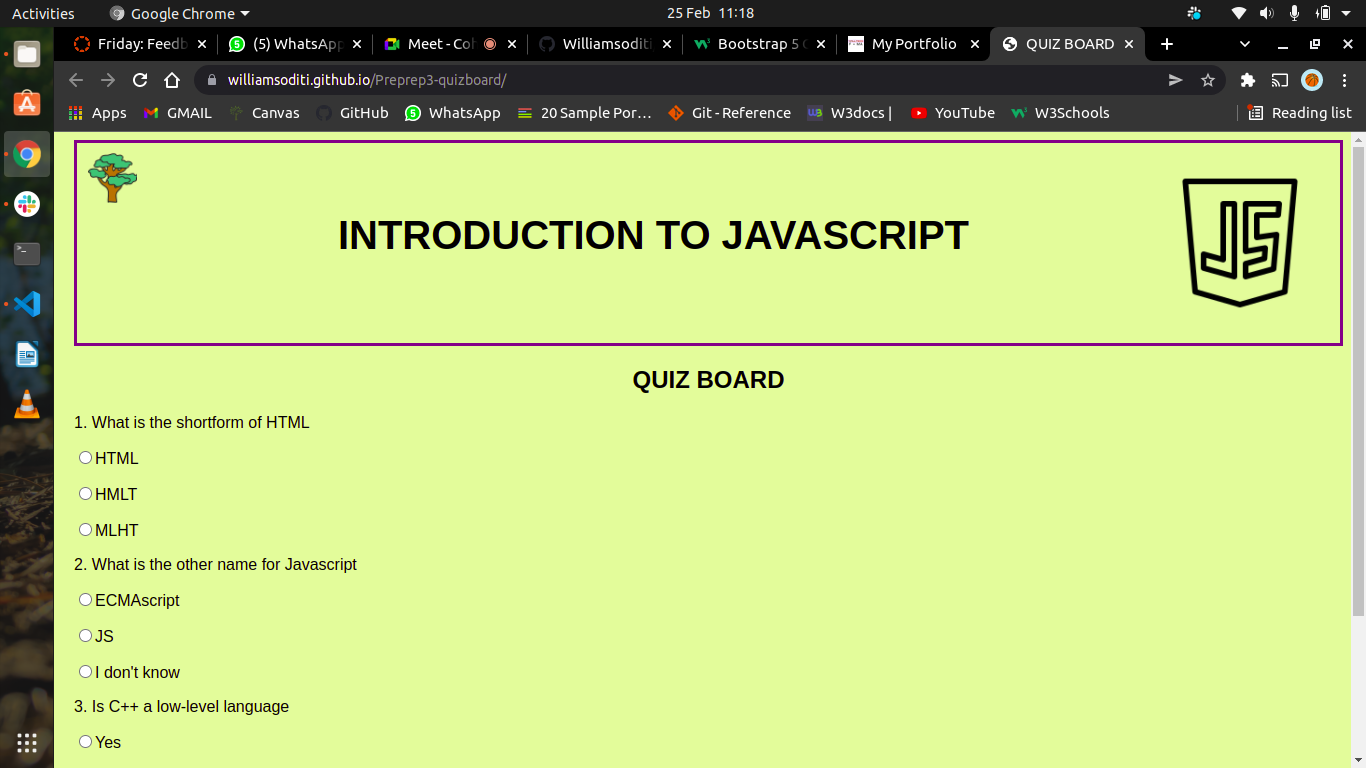 Activities Google Chrome 25 Feb 11:18
Friday: Feedb (5) WhatsApp Meet - Coh Williamsoditi Bootstrap 5 C My Portfolio QUIZ BOARD
williamsoditi.github.io/Preprep3-quizboard/
Apps GMAIL Canvas GitHub WhatsApp 20 Sample Por… Git - Reference W3docs | YouTube W3Schools Reading list
INTRODUCTION TO JAVASCRIPT
JS
QUIZ BOARD
1. What is the shortform of HTML
HTML
HMLT
MLHT
2. What is the other name for Javascript
ECMAscript
JS
I don't know
3. Is C++ a low-level language
Yes